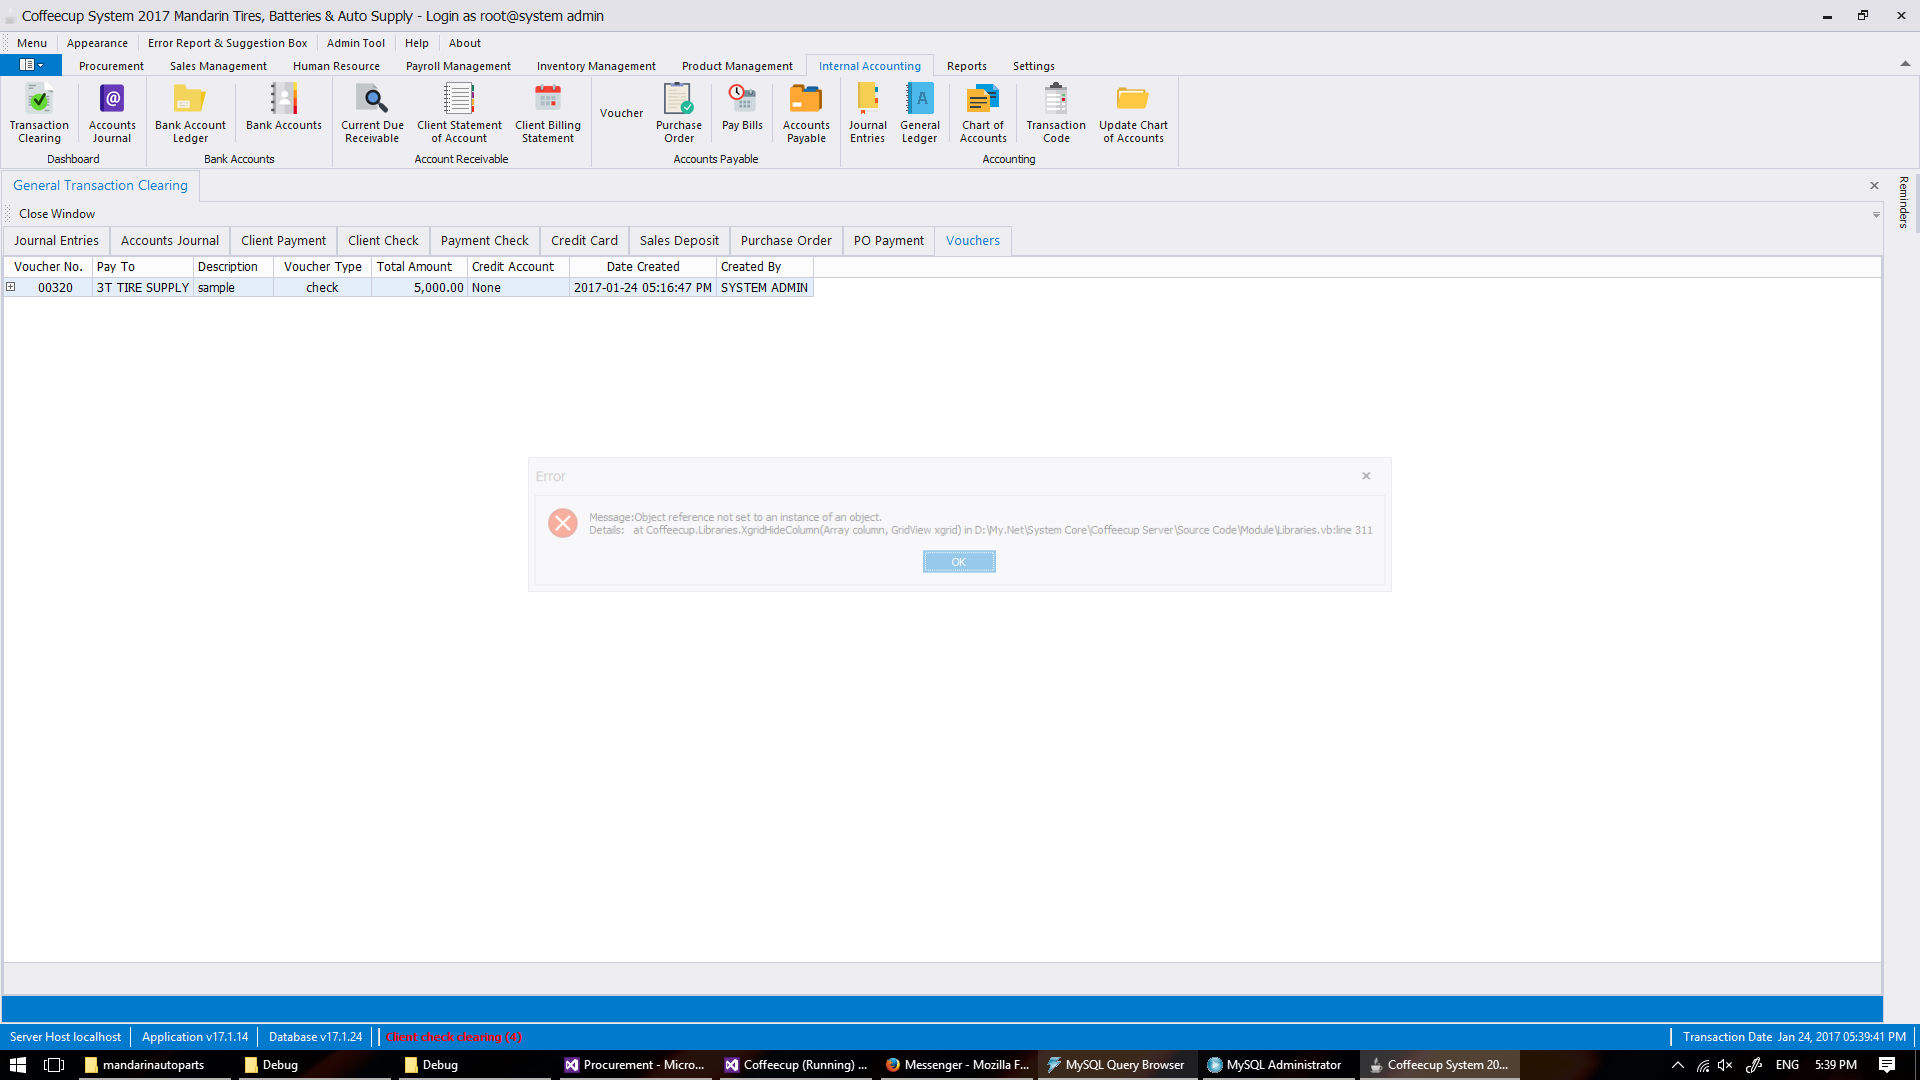 Coffeecup System 2017 Mandarin Tires, Batteries & Auto Supply - Login as root@system admin
Menu Appearance Error Report & Suggestion Box Admin Tool Help About
Procurement Sales Management Human Resource Payroll Management Inventory Management Product Management Internal Accounting Reports Settings
Transaction Clearing
Accounts Journal
Dashboard
Bank Account Ledger
Bank Accounts
Bank Accounts
Current Due Receivable
Client Statement of Account
Client Billing Statement
Account Receivable
Voucher
Purchase Order
Pay Bills
Accounts Payable
Accounts Payable
Journal Entries
General Ledger
Chart of Accounts
Transaction Code
Update Chart of Accounts
Accounting
General Transaction Clearing
Reminders
Close Window
Journal Entries Accounts Journal Client Payment Client Check Payment Check Credit Card Sales Deposit Purchase Order PO Payment Vouchers
Voucher No. Pay To Description Voucher Type Total Amount Credit Account Date Created Created By
00320 3T TIRE SUPPLY sample check 5,000.00 None 2017-01-24 05:16:47 PM SYSTEM ADMIN
Error
Message:Object reference not set to an instance of an object.
Details: at Coffeecup.Libraries.XgridHideColumn(Array column, GridView xgrid) in D:\My.Net\System Core\Coffeecup Server\Source Code\Module\Libraries.vb:line 311
OK
Server Host localhost Application v17.1.14 Database v17.1.24 Client check clearing (4) Transaction Date Jan 24, 2017 05:39:41 PM
mandarinautoparts Debug Debug Procurement - Micro... Coffeecup (Running) ... Messenger - Mozilla F... MySQL Query Browser MySQL Administrator Coffeecup System 20... ENG 5:39 PM